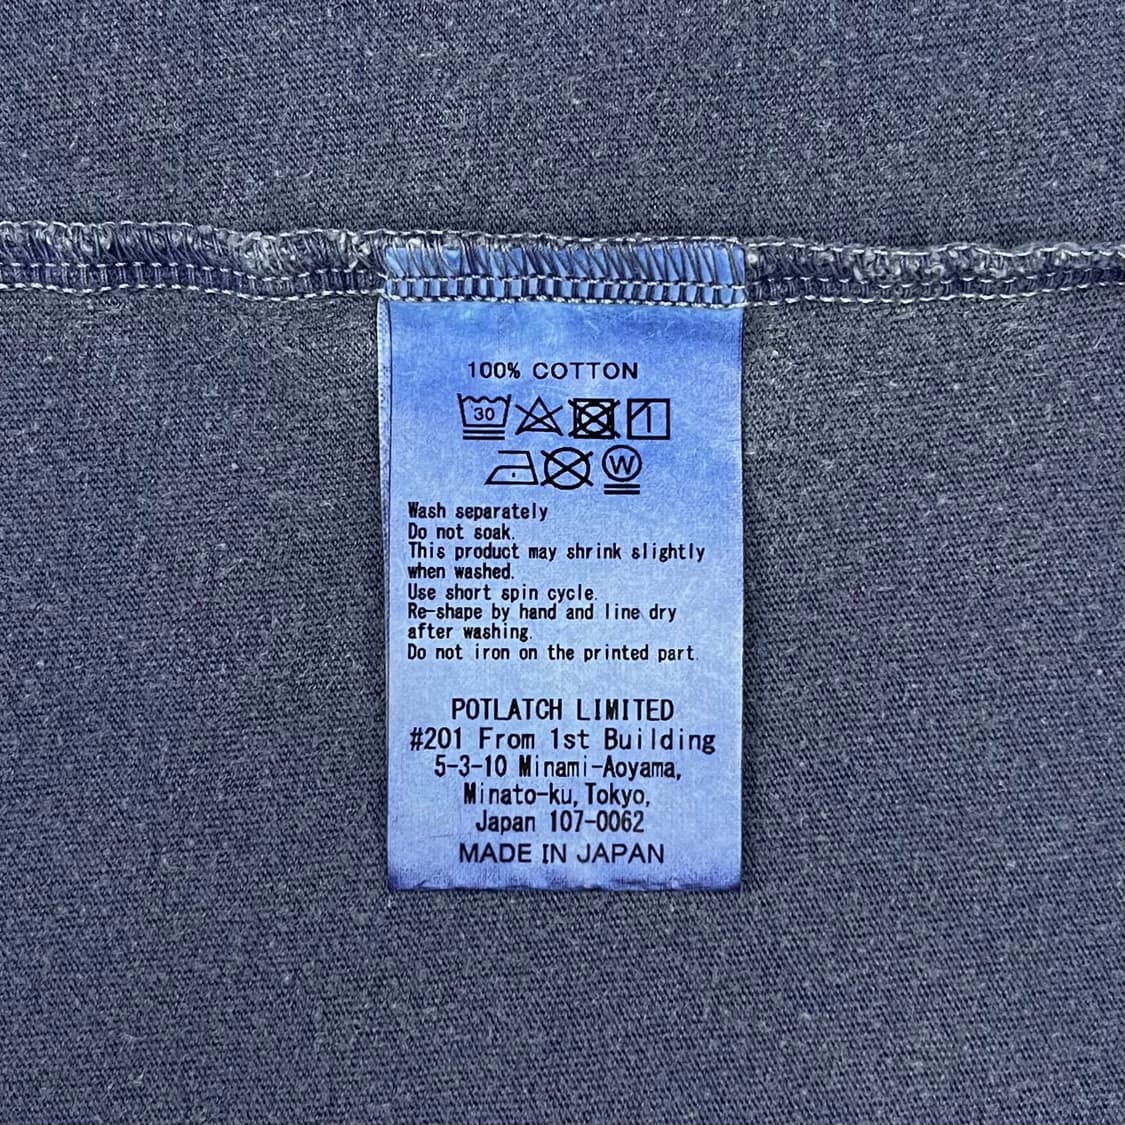 100% COTTON
30
W
Wash separately
Do not soak.
This product may shrink slightly
when washed.
Use short spin cycle.
Re-shape by hand and line dry
after washing.
Do not iron on the printed part.
POTLATCH LIMITED
#201 From 1st Building
5-3-10 Minami-Aoyama,
Minato-ku, Tokyo,
Japan 107-0062
MADE IN JAPAN